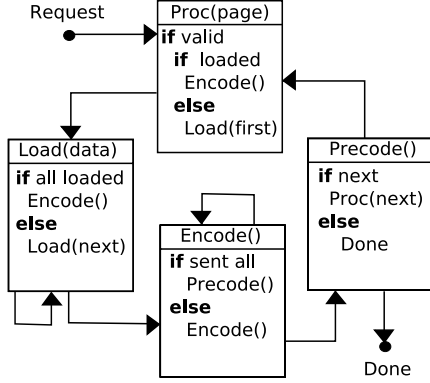 Request
Proc(page)
if valid
if loaded
Encode()
else
Load(first)
Load(data)
if all loaded
Encode()
else
Load(next)
Encode()
if sent all
Precode()
else
Encode()
Precode()
if next
Proc(next)
else
Done
Done